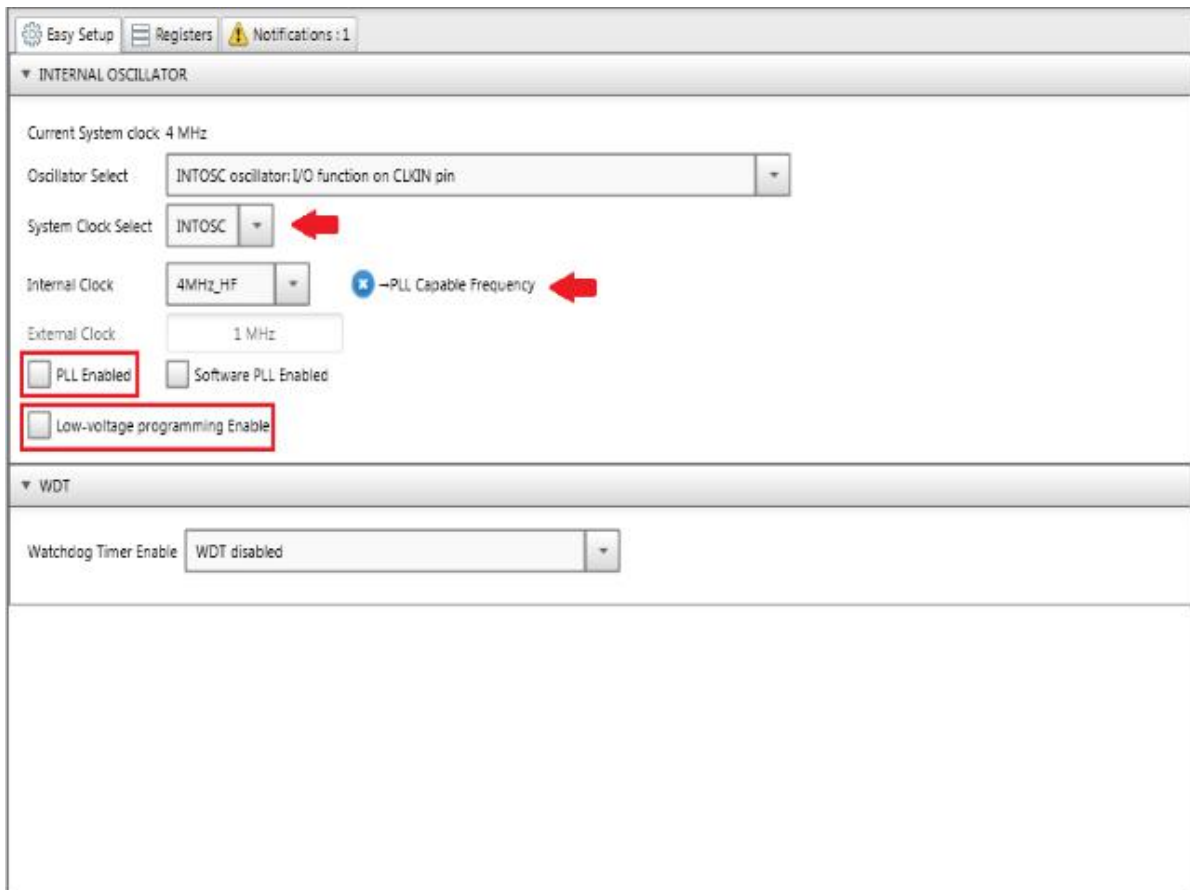 Easy Setup Registers Notifications : 1
▼ INTERNAL OSCILLATOR
Current System clock 4 MHz
Oscillator Select INTOSC oscillator: I/O function on CLKIN pin
System Clock Select INTOSC
Internal Clock 4MHz_HF →PLL Capable Frequency
External Clock 1 MHz
PLL Enabled Software PLL Enabled
Low-voltage programming Enable
▼ WDT
Watchdog Timer Enable WDT disabled